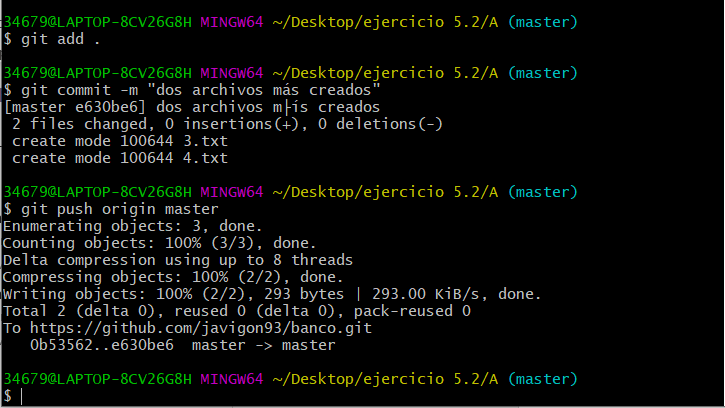 34679@LAPTOP-8CV26G8H MINGW64 ~/Desktop/ejercicio 5.2/A (master)
$ git add .
34679@LAPTOP-8CV26G8H MINGW64 ~/Desktop/ejercicio 5.2/A (master)
$ git commit -m "dos archivos más creados"
[master e630be6] dos archivos m├ís creados
 2 files changed, 0 insertions(+), 0 deletions(-)
 create mode 100644 3.txt
 create mode 100644 4.txt
34679@LAPTOP-8CV26G8H MINGW64 ~/Desktop/ejercicio 5.2/A (master)
$ git push origin master
Enumerating objects: 3, done.
Counting objects: 100% (3/3), done.
Delta compression using up to 8 threads
Compressing objects: 100% (2/2), done.
Writing objects: 100% (2/2), 293 bytes | 293.00 KiB/s, done.
Total 2 (delta 0), reused 0 (delta 0), pack-reused 0
To https://github.com/javigon93/banco.git
   0b53562..e630be6  master -> master
34679@LAPTOP-8CV26G8H MINGW64 ~/Desktop/ejercicio 5.2/A (master)
$